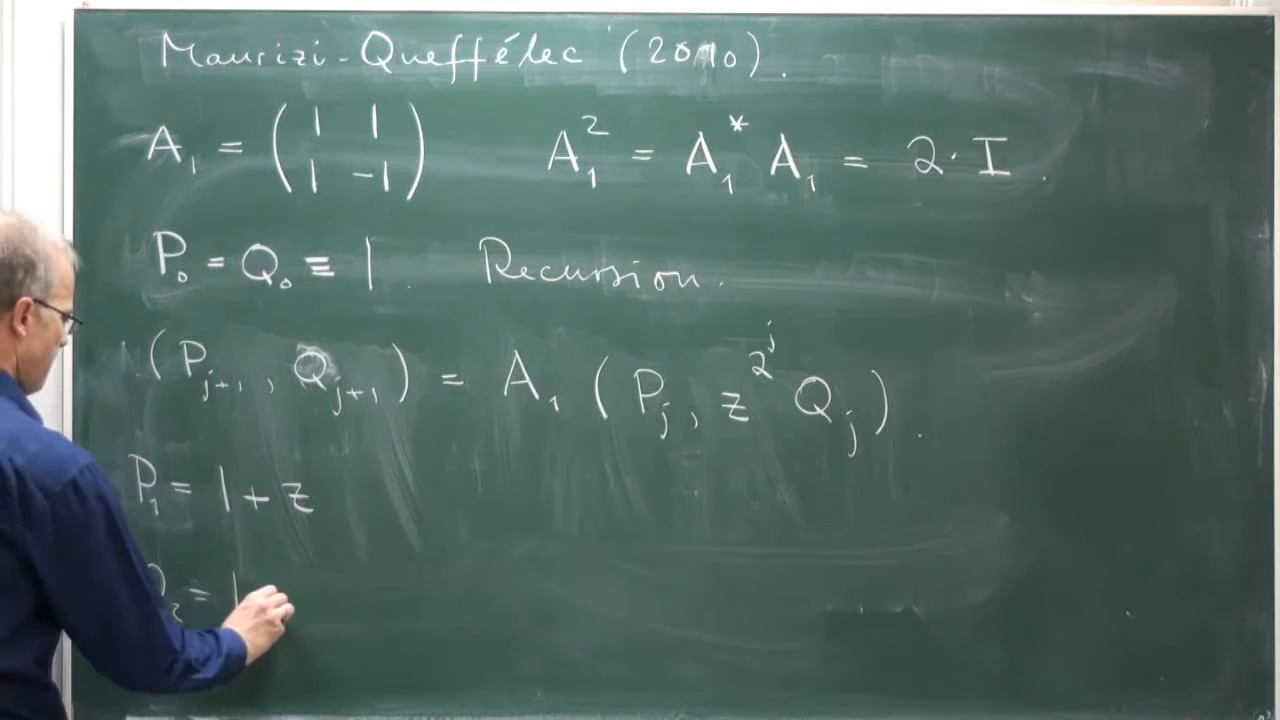 Maurizi-Queffélec (2010).
A₁ = ( 1 1 ; 1 -1 ) A₁² = A₁* A₁ = 2·I.
P₀ = Q₀ ≡ 1. Recursion.
(P_{j+1}, Q_{j+1}) = A₁ (P_j, z^{2^j} Q_j).
P₁ = 1 + z
₂ = 1